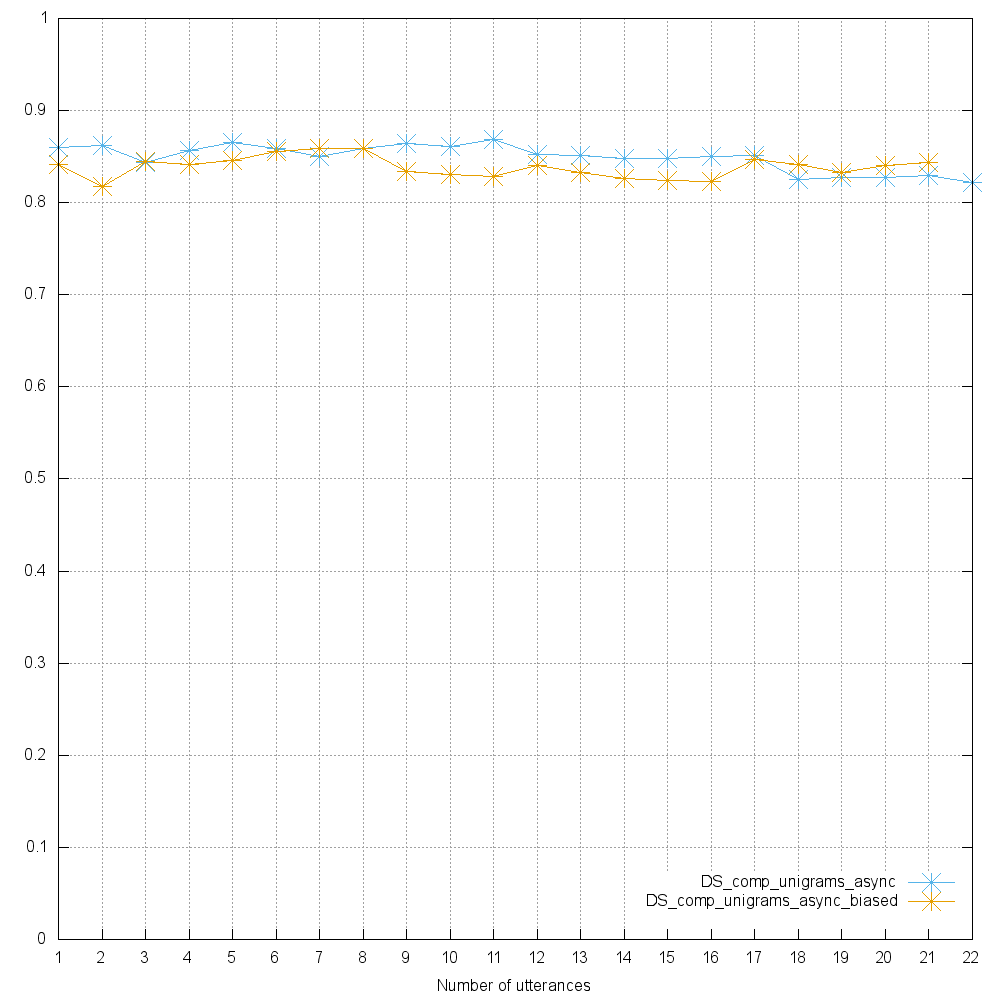 1
0.9
0.8
0.7
0.6
0.5
0.4
0.3
0.2
0.1
0
DS_comp_unigrams_async
DS_comp_unigrams_async_biased
1 2 3 4 5 6 7 8 9 10 11 12 13 14 15 16 17 18 19 20 21 22
Number of utterances